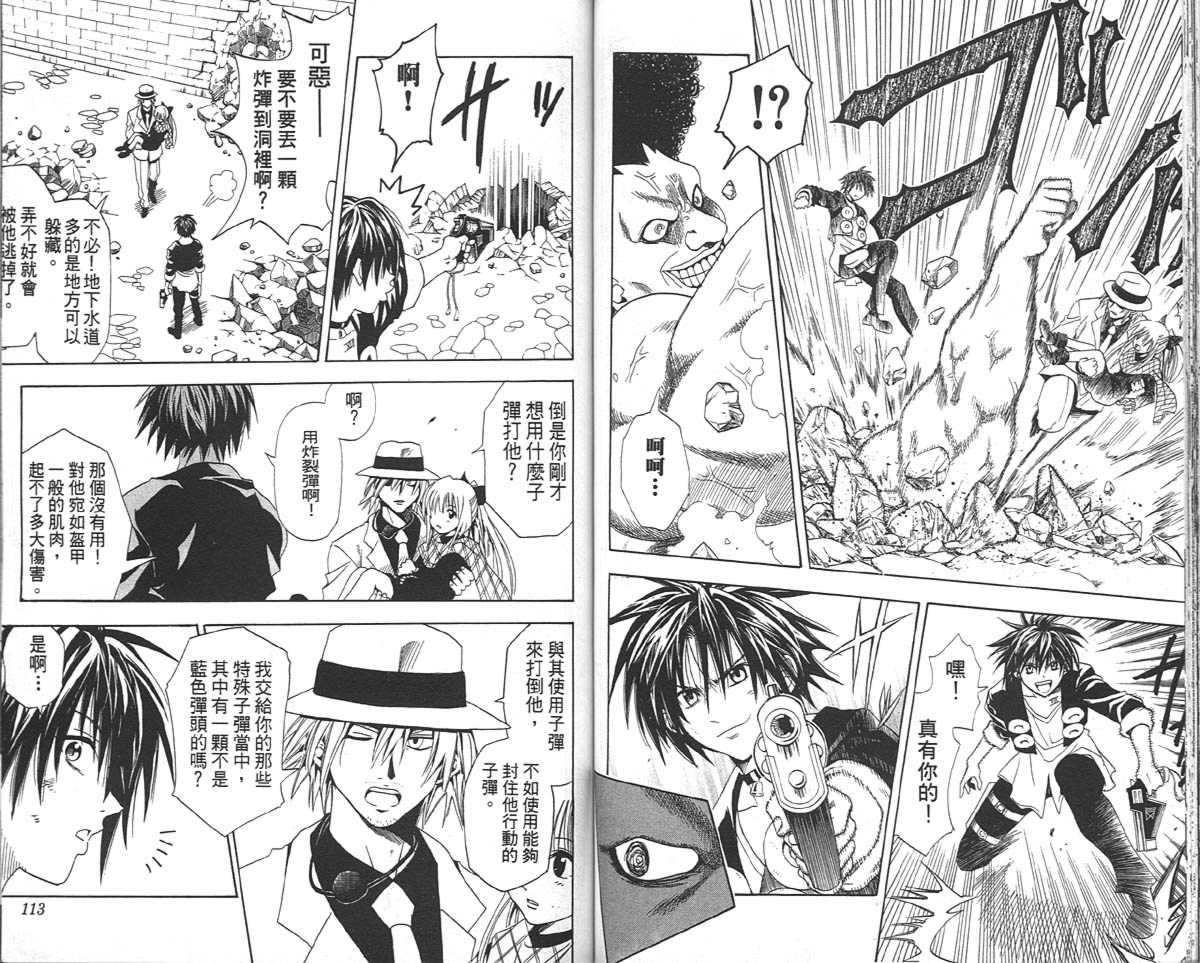 ゴゴ
!?
呵呵…
嘿!
真有你的!
啊!
可惡——
要不要丟一顆
炸彈到洞裡啊?
不必!地下水道
多的是地方可以
躲藏。
弄不好就會
被他逃掉了。
倒是你剛才
想用什麼子
彈打他?
啊?
用炸裂彈啊!
那個沒有用!
對他宛如盔甲
一般的肌肉,
起不了多大傷害。
與其使用子彈
來打倒他,
不如使用能夠
封住他行動的
子彈。
我交給你的那些
特殊子彈當中,
其中有一顆不是
藍色彈頭的嗎?
是啊…
113